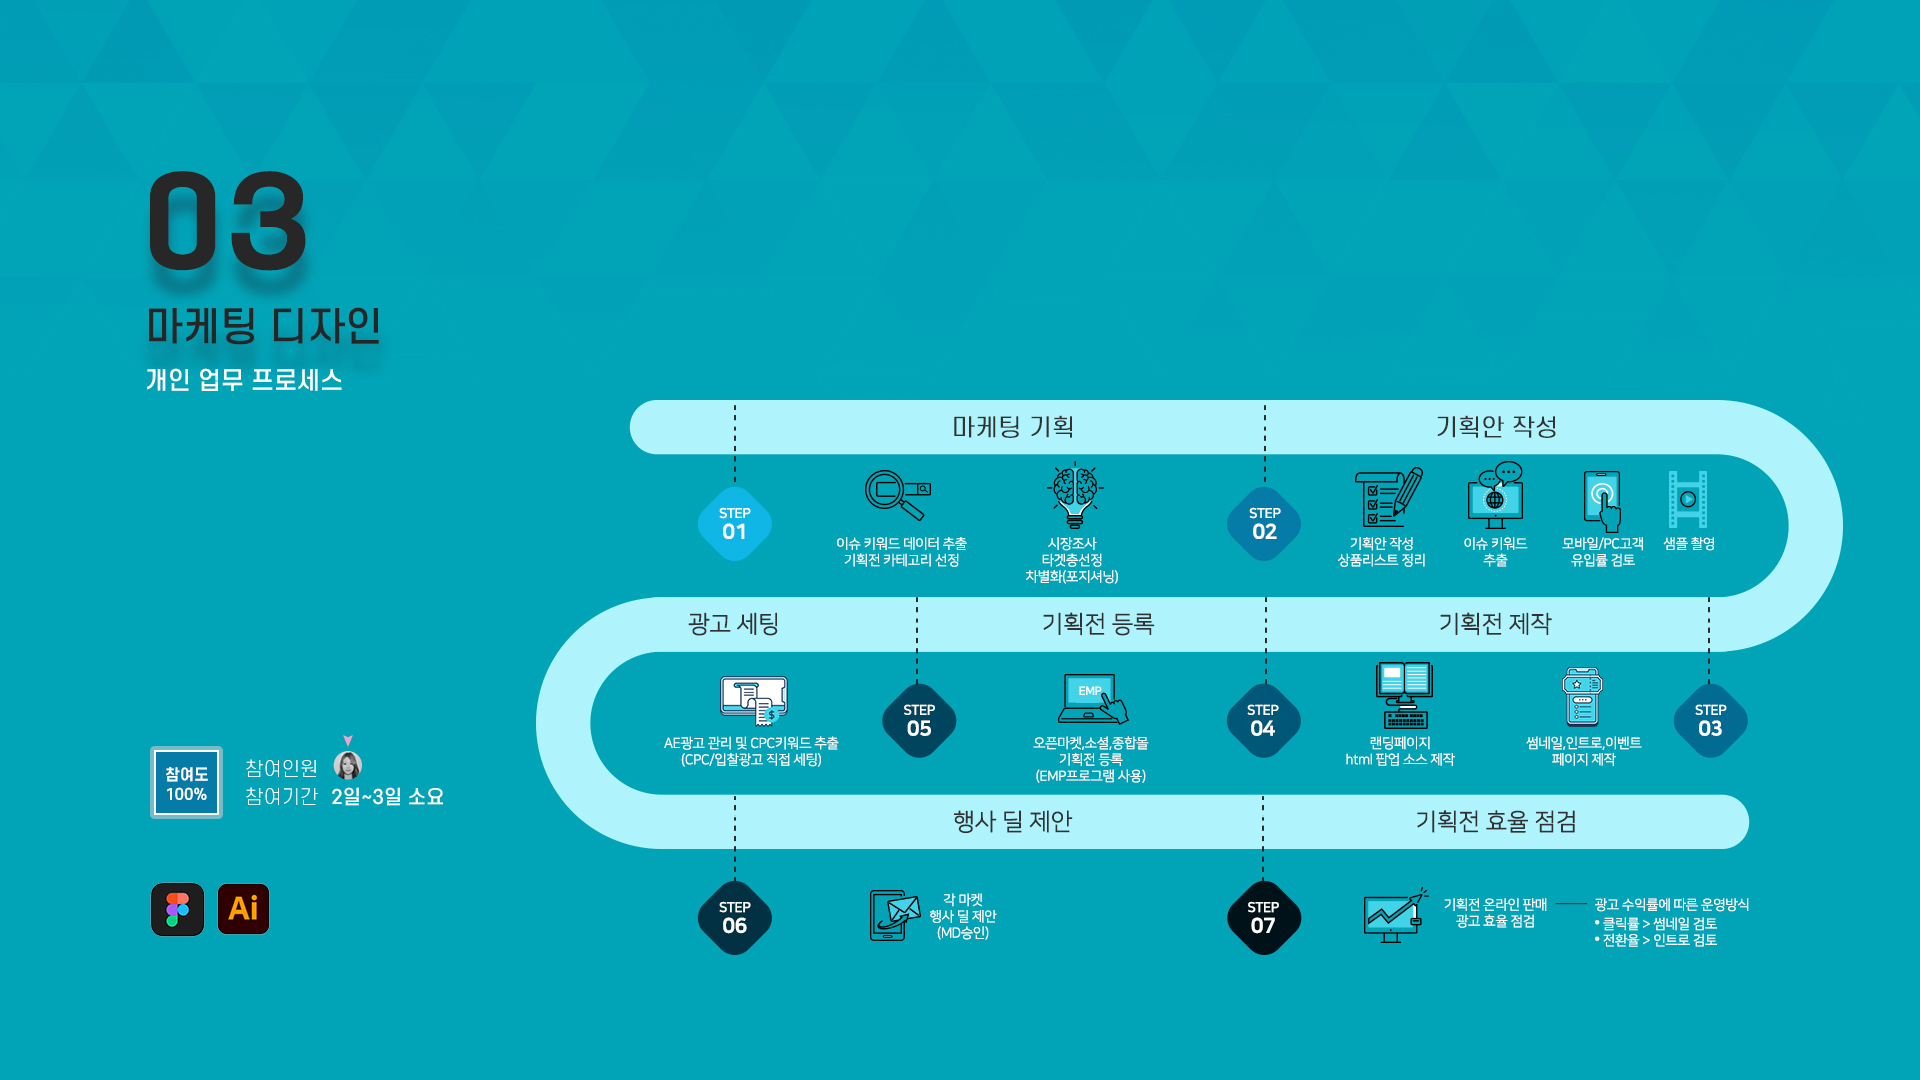 03
마케팅 디자인
개인 업무 프로세스
마케팅 기획
기획안 작성
STEP
01
이슈 키워드 데이터 추출
기획전 카테고리 선정
시장조사
타겟층선정
차별화(포지셔닝)
STEP
02
기획안 작성
상품리스트 정리
이슈 키워드
추출
모바일/PC고객
유입률 검토
샘플 촬영
광고 세팅
기획전 등록
기획전 제작
AE광고 관리 및 CPC키워드 추출
(CPC/입찰광고 직접 세팅)
STEP
05
EMP
오픈마켓,소셜,종합몰
기획전 등록
(EMP프로그램 사용)
STEP
04
랜딩페이지
html 팝업 소스 제작
썸네일,인트로,이벤트
페이지 제작
STEP
03
참여도
100%
참여인원
참여기간 2일~3일 소요
행사 딜 제안
기획전 효율 점검
Ai
STEP
06
각 마켓
행사 딜 제안
(MD승인)
STEP
07
기획전 온라인 판매
광고 효율 점검
광고 수익률에 따른 운영방식
• 클릭률 > 썸네일 검토
• 전환율 > 인트로 검토